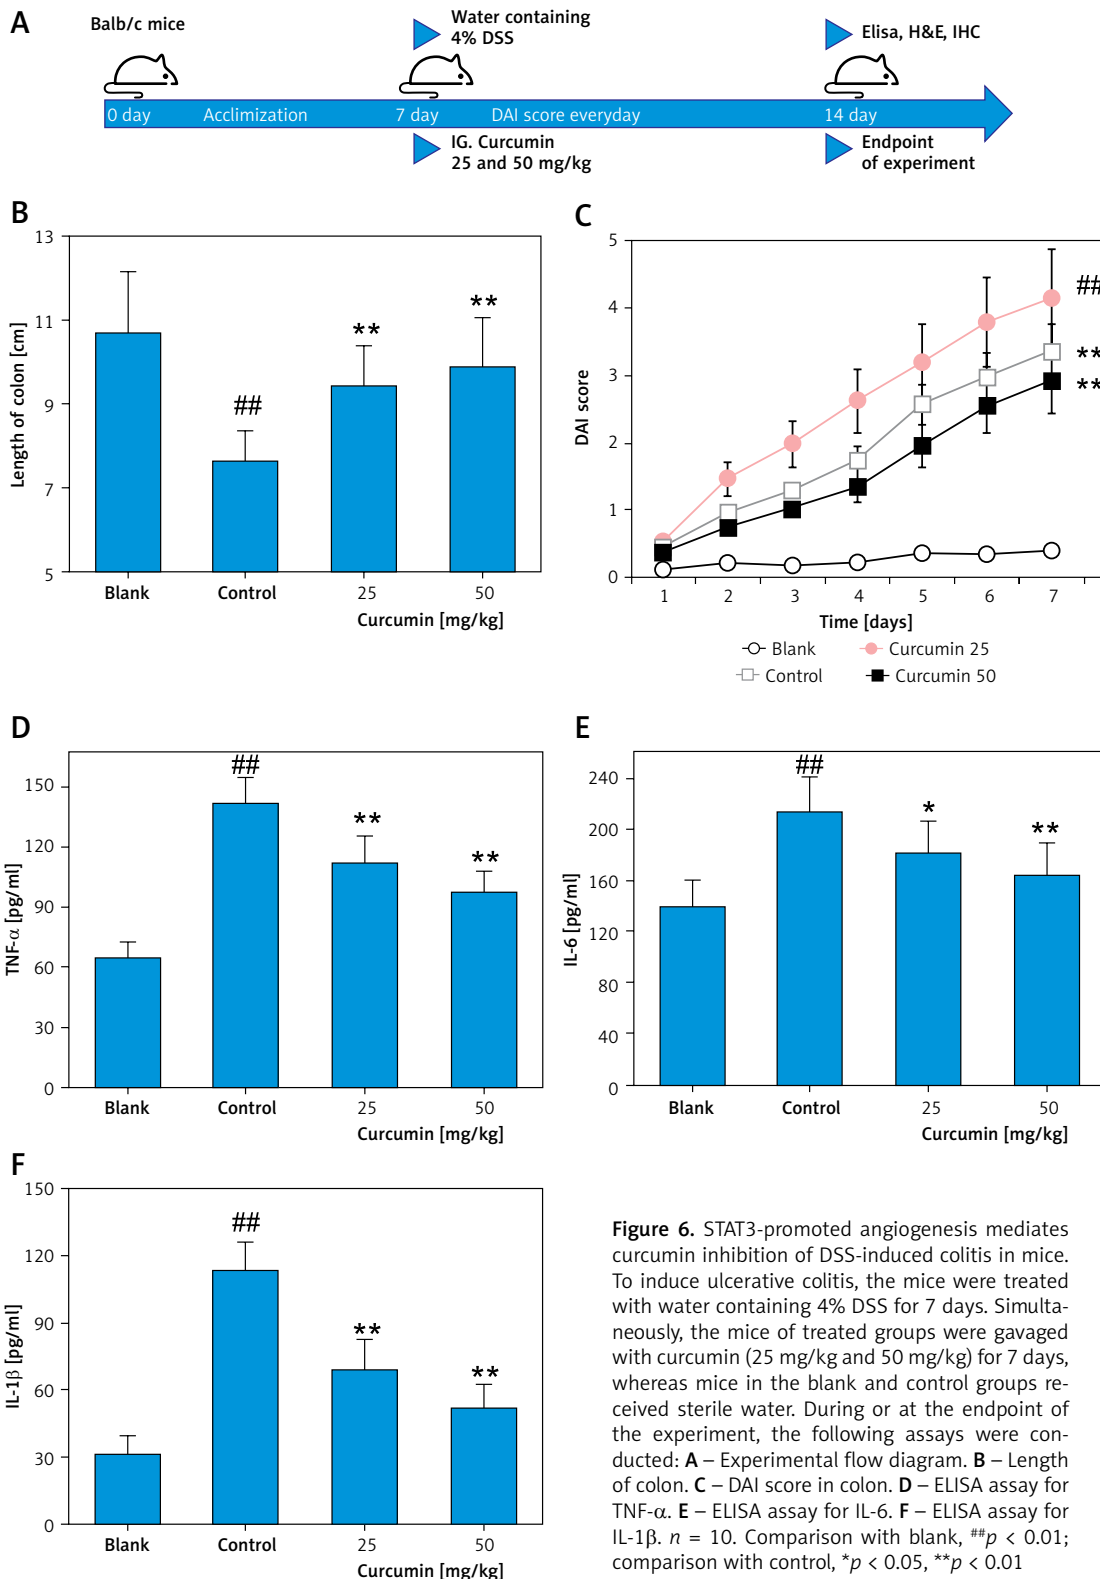 A
Balb/c mice
Water containing
4% DSS
Elisa, H&E, IHC
0 day
Acclimization
7 day
DAI score everyday
14 day
IG. Curcumin
25 and 50 mg/kg
Endpoint
of experiment
B
Length of colon [cm]
13
11
9
7
5
##
**
**
Blank
Control
25
50
Curcumin [mg/kg]
C
DAI score
5
4
3
2
1
0
##
**
**
1 2 3 4 5 6 7
Time [days]
Blank
Curcumin 25
Control
Curcumin 50
D
TNF-α [pg/ml]
150
120
90
60
30
0
##
**
**
Blank
Control
25
50
Curcumin [mg/kg]
E
IL-6 [pg/ml]
240
200
160
120
80
40
0
##
*
**
Blank
Control
25
50
Curcumin [mg/kg]
F
IL-1β [pg/ml]
150
120
90
60
30
0
##
**
**
Blank
Control
25
50
Curcumin [mg/kg]
Figure 6. STAT3-promoted angiogenesis mediates
curcumin inhibition of DSS-induced colitis in mice.
To induce ulcerative colitis, the mice were treated
with water containing 4% DSS for 7 days. Simulta-
neously, the mice of treated groups were gavaged
with curcumin (25 mg/kg and 50 mg/kg) for 7 days,
whereas mice in the blank and control groups re-
ceived sterile water. During or at the endpoint of
the experiment, the following assays were con-
ducted: A – Experimental flow diagram. B – Length
of colon. C – DAI score in colon. D – ELISA assay for
TNF-α. E – ELISA assay for IL-6. F – ELISA assay for
IL-1β. n = 10. Comparison with blank, ##p < 0.01;
comparison with control, *p < 0.05, **p < 0.01